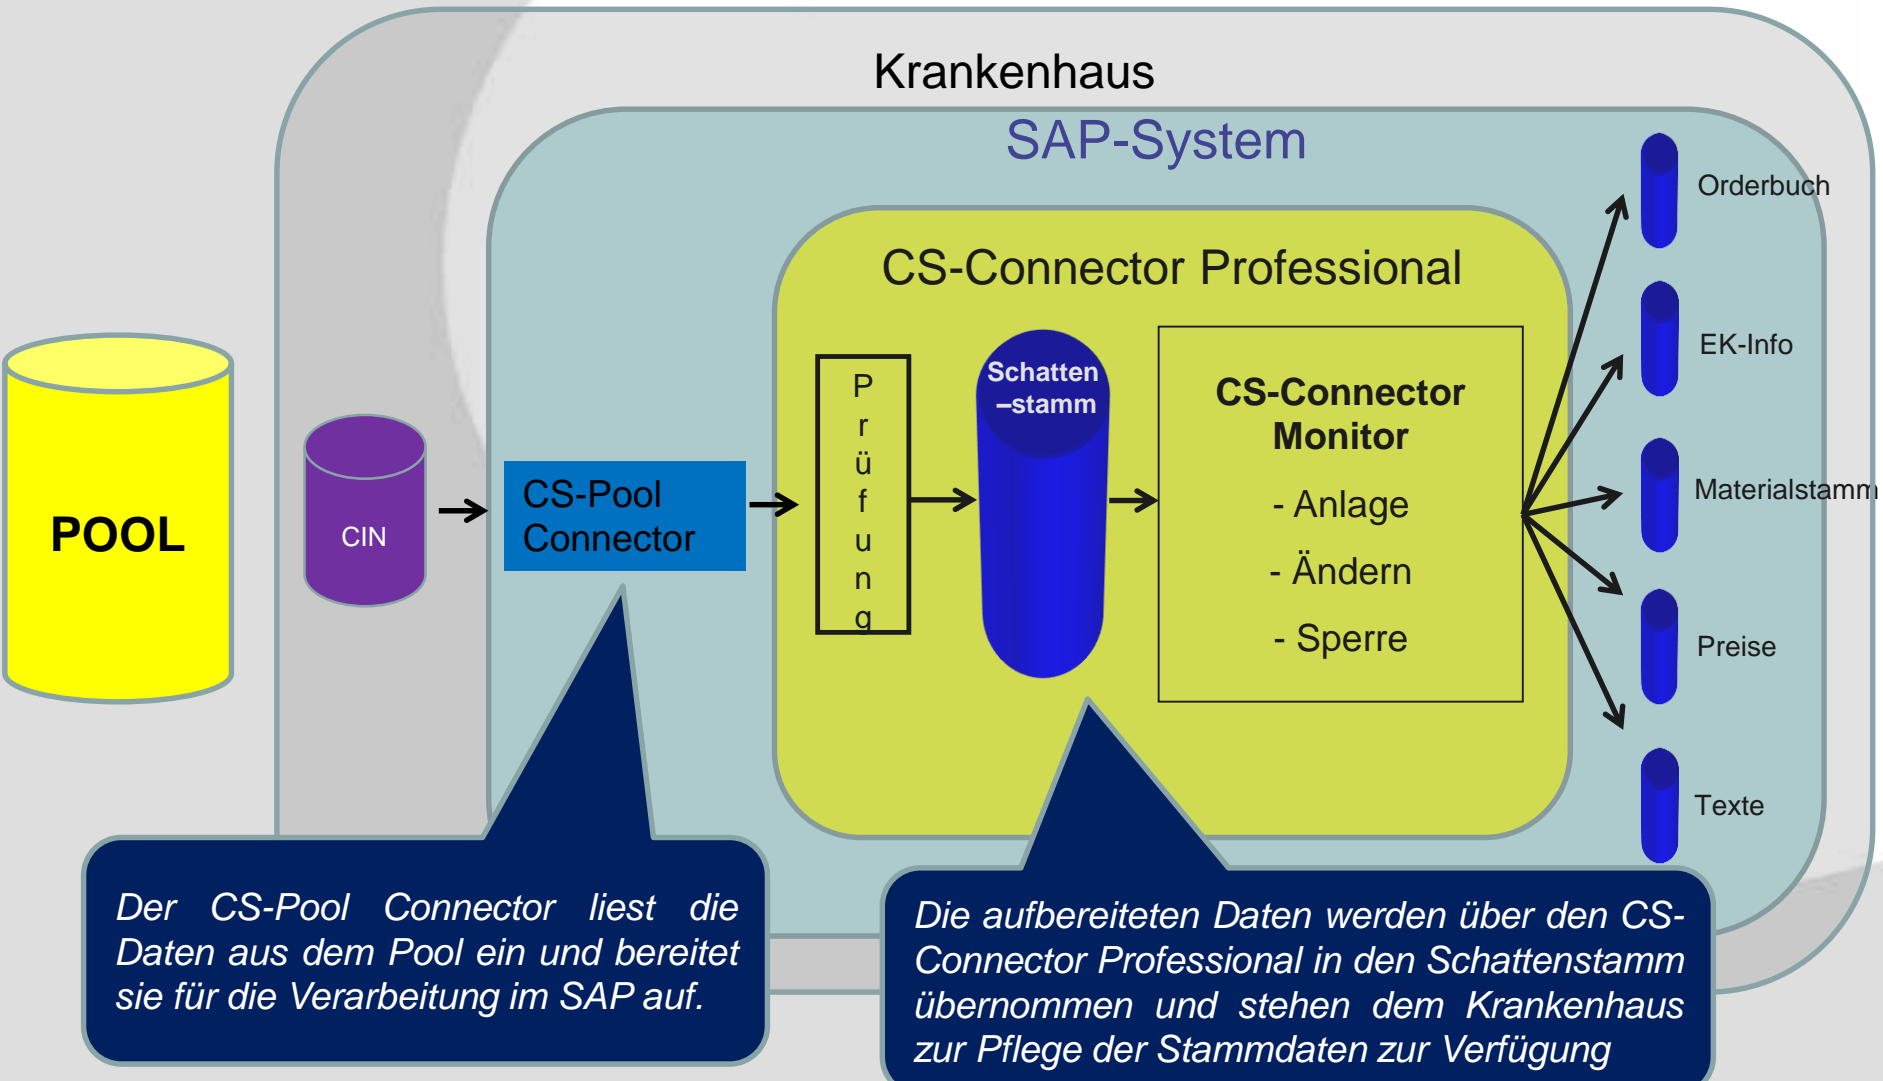 Krankenhaus
SAP-System
CS-Connector Professional
POOL
CIN
CS-Pool
Connector
P
r
ü
f
u
n
g
Schatten
–stamm
CS-Connector
Monitor
- Anlage
- Ändern
- Sperre
Orderbuch
EK-Info
Materialstamm
Preise
Texte
Der CS-Pool Connector liest die
Daten aus dem Pool ein und bereitet
sie für die Verarbeitung im SAP auf.
Die aufbereiteten Daten werden über den CS-
Connector Professional in den Schattenstamm
übernommen und stehen dem Krankenhaus
zur Pflege der Stammdaten zur Verfügung